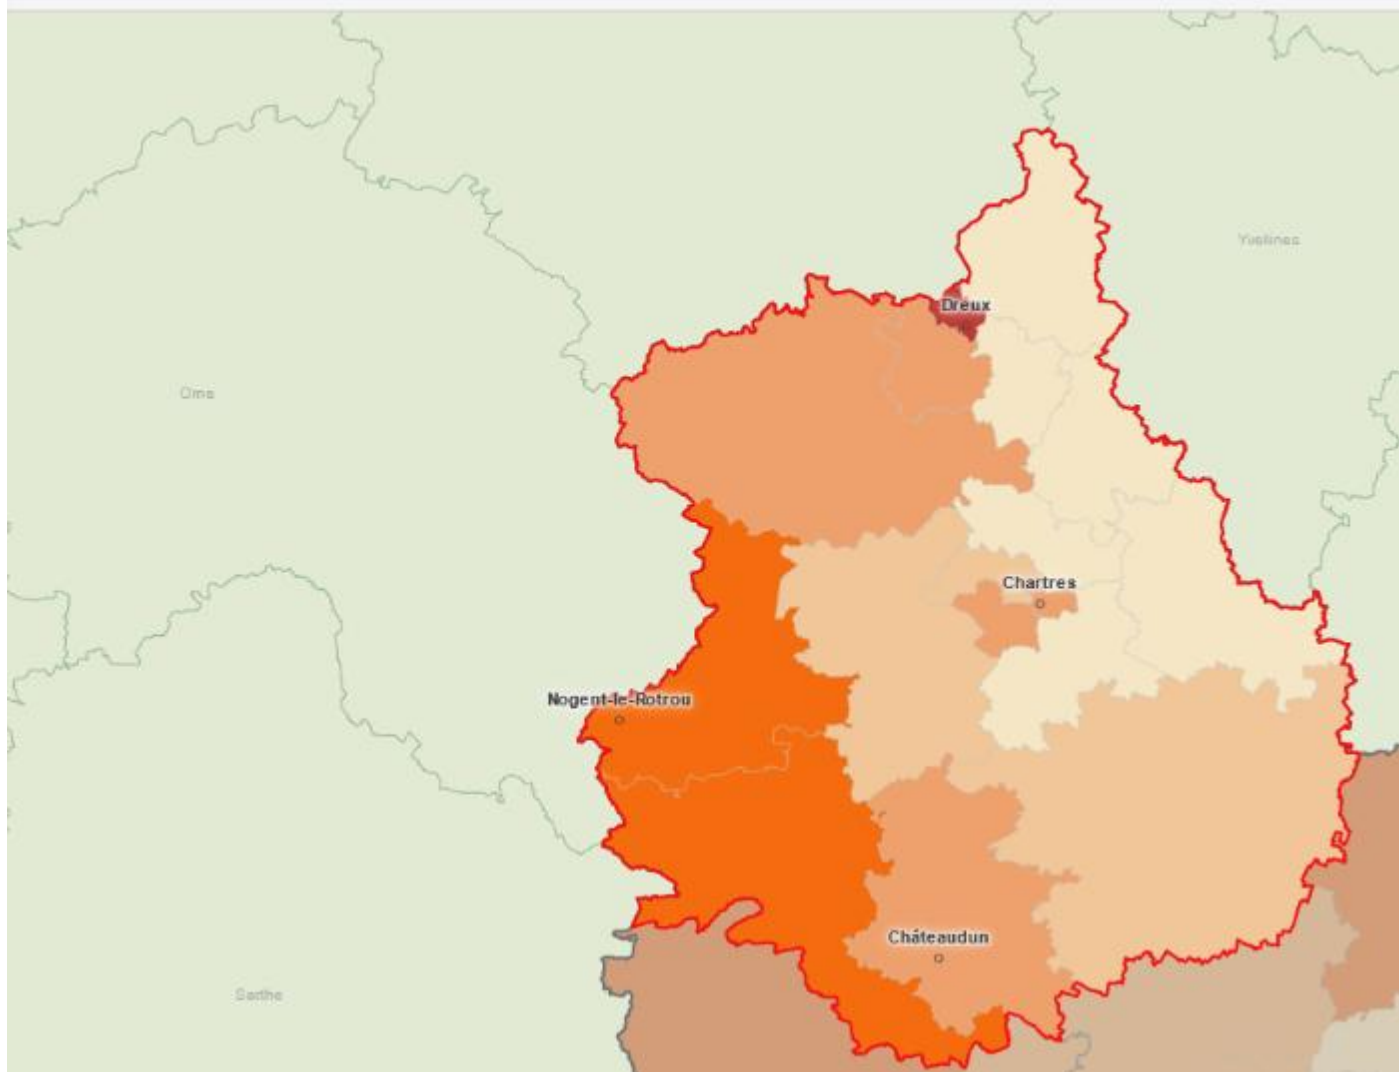 Yvelines
Dreux
Orne
Chartres
Nogent-le-Rotrou
Châteaudun
Sarthe